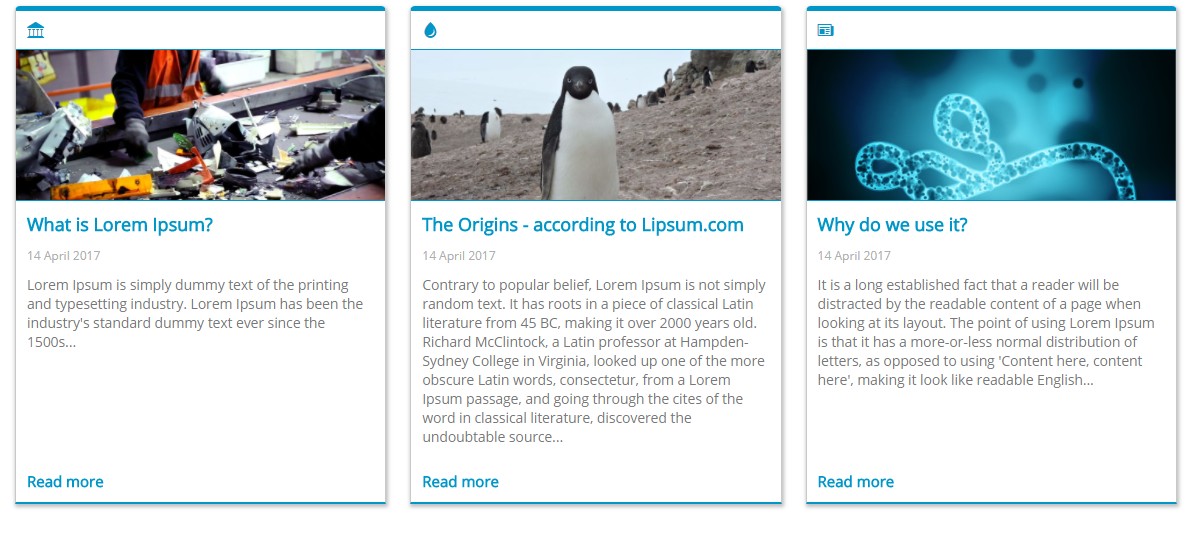 What is Lorem Ipsum?
14 April 2017
Lorem Ipsum is simply dummy text of the printing
and typesetting industry. Lorem Ipsum has been the
industry's standard dummy text ever since the
1500s...
Read more
The Origins - according to Lipsum.com
14 April 2017
Contrary to popular belief, Lorem Ipsum is not simply
random text. It has roots in a piece of classical Latin
literature from 45 BC, making it over 2000 years old.
Richard McClintock, a Latin professor at Hampden-
Sydney College in Virginia, looked up one of the more
obscure Latin words, consectetur, from a Lorem
Ipsum passage, and going through the cites of the
word in classical literature, discovered the
undoubtable source...
Read more
Why do we use it?
14 April 2017
It is a long established fact that a reader will be
distracted by the readable content of a page when
looking at its layout. The point of using Lorem Ipsum
is that it has a more-or-less normal distribution of
letters, as opposed to using 'Content here, content
here', making it look like readable English...
Read more